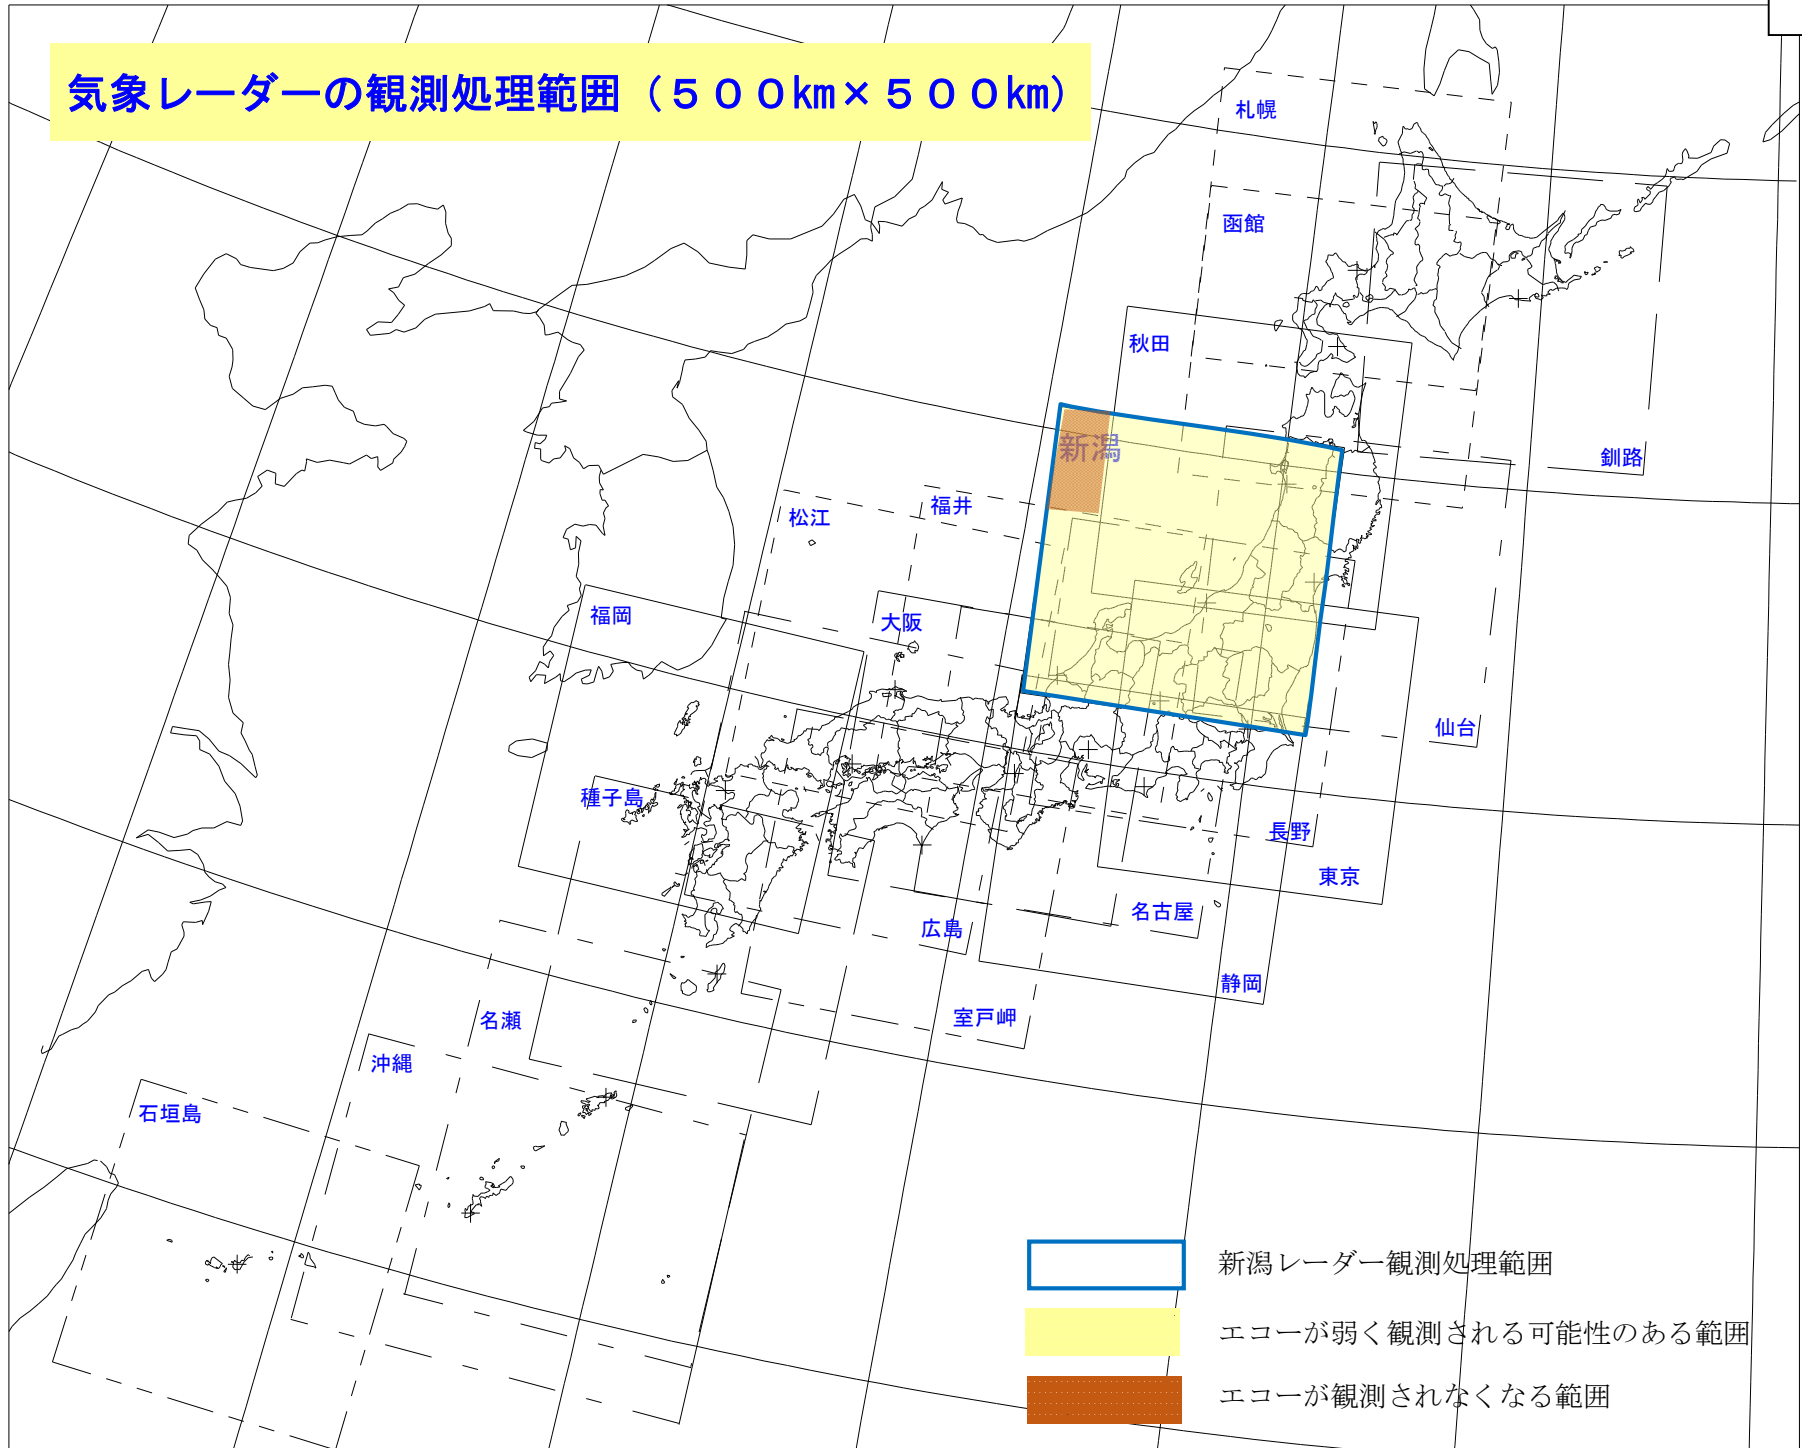 気象レーダーの観測処理範囲（５００㎞×５００㎞）
札幌
函館
秋田
新潟
釧路
福井
松江
福岡
大阪
仙台
種子島
長野
東京
名古屋
広島
静岡
室戸岬
名瀬
沖縄
石垣島
新潟レーダー観測処理範囲
エコーが弱く観測される可能性のある範囲
エコーが観測されなくなる範囲